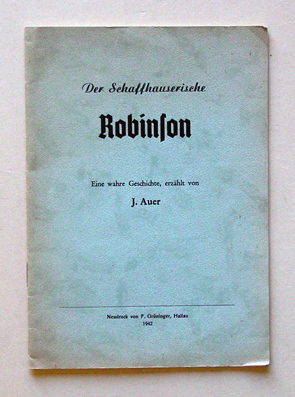 Der Schaffhauserische
Robinſon
Eine wahre Geschichte, erzählt von
J. Auer
Neudruck von P. Grüninger, Hallau
1942